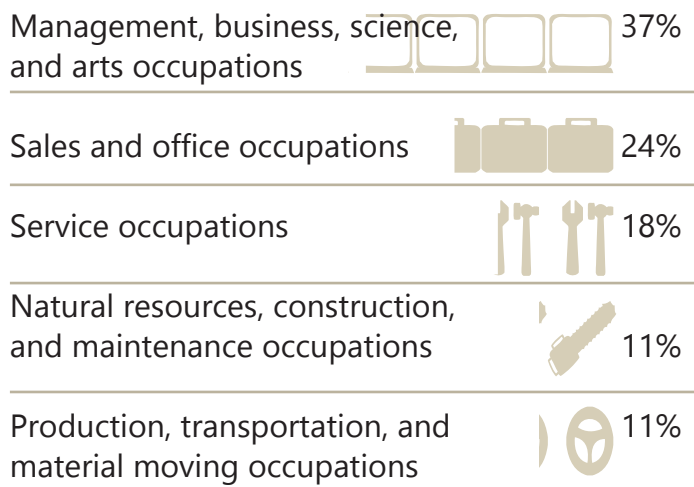 Management, business, science, 37%
and arts occupations
Sales and office occupations 24%
Service occupations 18%
Natural resources, construction,
and maintenance occupations 11%
Production, transportation, and 11%
material moving occupations